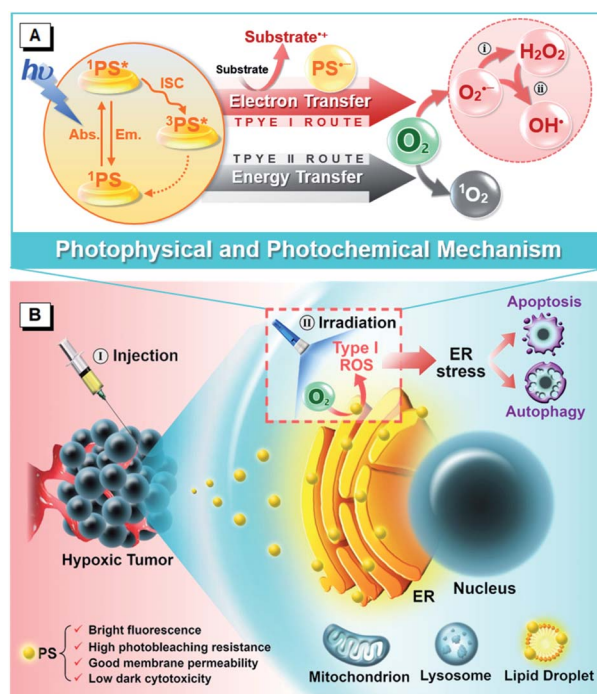 A
hυ
¹PS*
ISC
³PS*
Abs.
Em.
¹PS
Substrate•⁺
Substrate
PS•⁻
Electron Transfer
TPYE I ROUTE
TPYE II ROUTE
Energy Transfer
O₂
O₂•⁻
ⓘ
H₂O₂
ⅱ
OH•
¹O₂
Photophysical and Photochemical Mechanism
B
Ⓘ Injection
Hypoxic Tumor
Ⅱ Irradiation
Type I
ROS
O₂
ER
stress
Apoptosis
Autophagy
ER
Nucleus
PS
✓ Bright fluorescence
✓ High photobleaching resistance
✓ Good membrane permeability
✓ Low dark cytotoxicity
Mitochondrion
Lysosome
Lipid Droplet